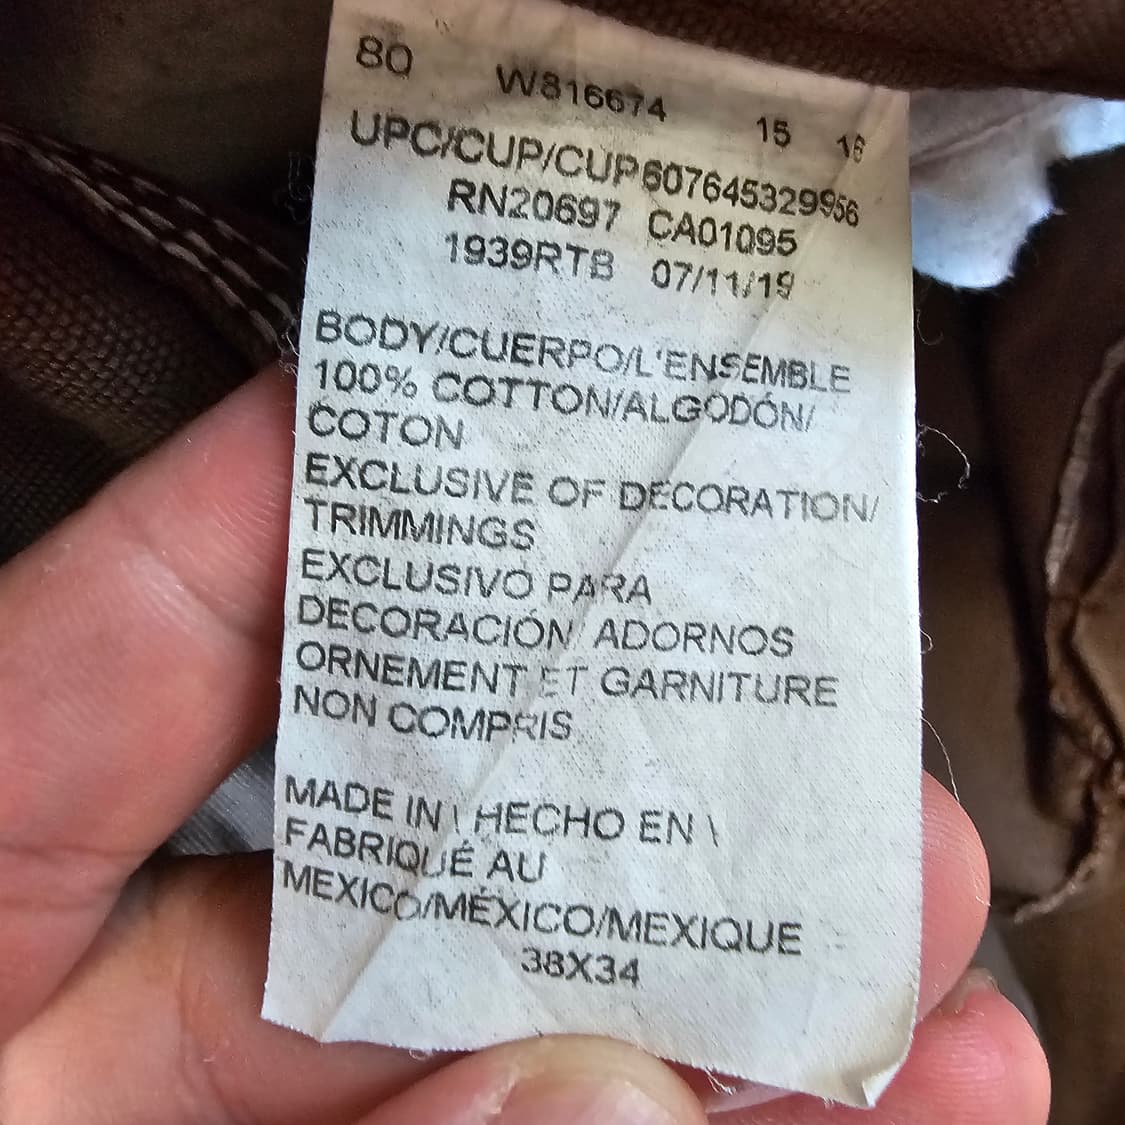 80 W816674 15 16
UPC/CUP/CUP607645329956
RN20697 CA01095
1939RTB 07/11/19
BODY/CUERPO/L'ENSEMBLE
100% COTTON/ALGODÓN/
COTON
EXCLUSIVE OF DECORATION/
TRIMMINGS
EXCLUSIVO PARA
DECORACIÓN/ ADORNOS
ORNEMENT ET GARNITURE
NON COMPRIS
MADE IN \ HECHO EN \
FABRIQUÉ AU
MEXICO/MÉXICO/MEXIQUE
38X34